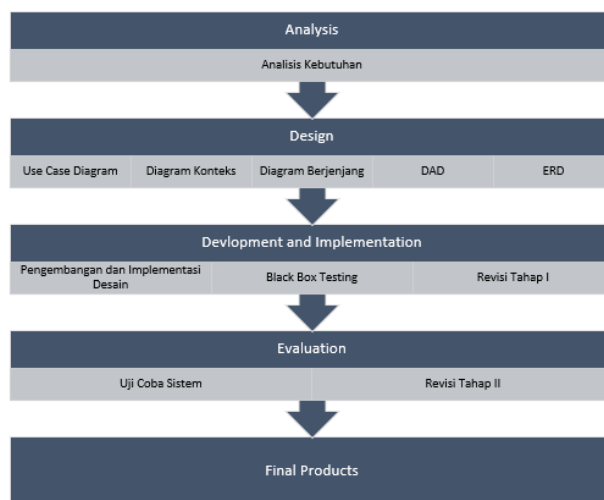 Analysis
Analisis Kebutuhan
Design
Use Case Diagram
Diagram Konteks
Diagram Berjenjang
DAD
ERD
Devlopment and Implementation
Pengembangan dan Implementasi
Desain
Black Box Testing
Revisi Tahap I
Evaluation
Uji Coba Sistem
Revisi Tahap II
Final Products